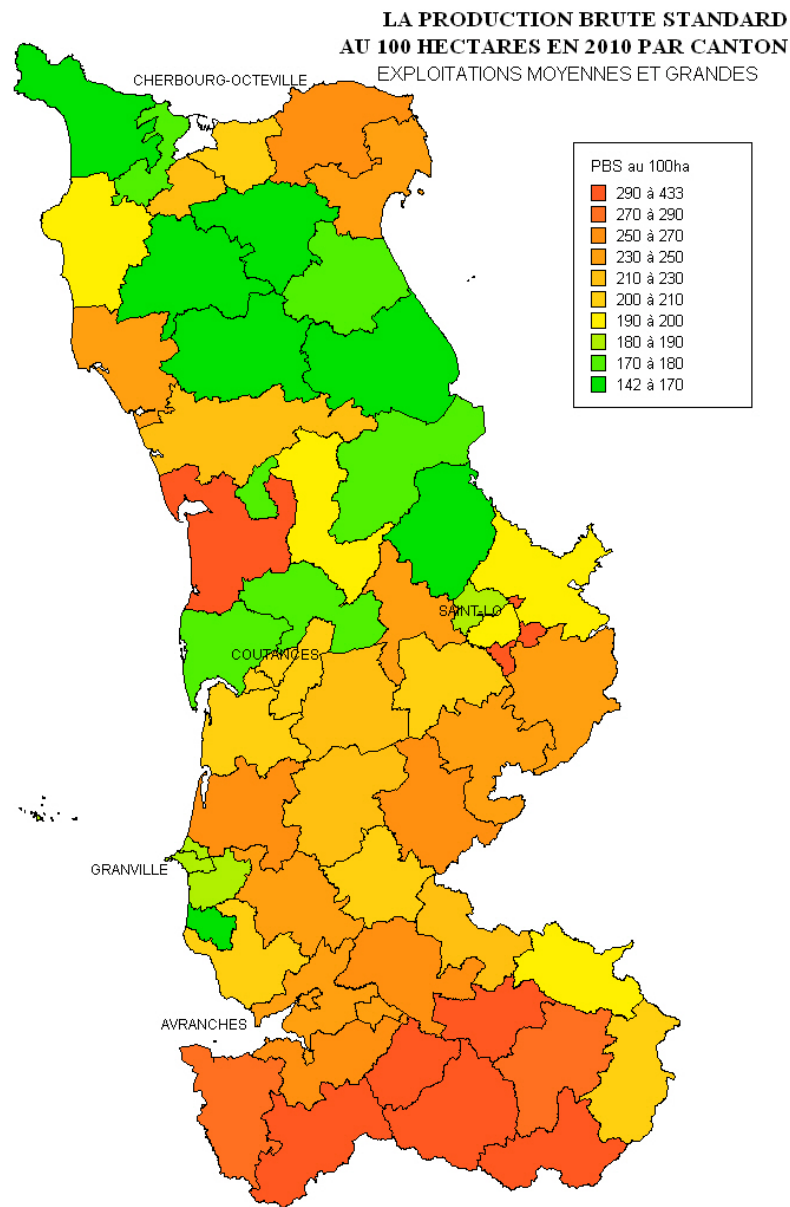 LA PRODUCTION BRUTE STANDARD
AU 100 HECTARES EN 2010 PAR CANTON
EXPLOITATIONS MOYENNES ET GRANDES
CHERBOURG-OCTEVILLE
PBS au 100ha
290 à 433
270 à 290
250 à 270
230 à 250
210 à 230
200 à 210
190 à 200
180 à 190
170 à 180
142 à 170
SAINT-LO
COUTANCES
GRANVILLE
AVRANCHES